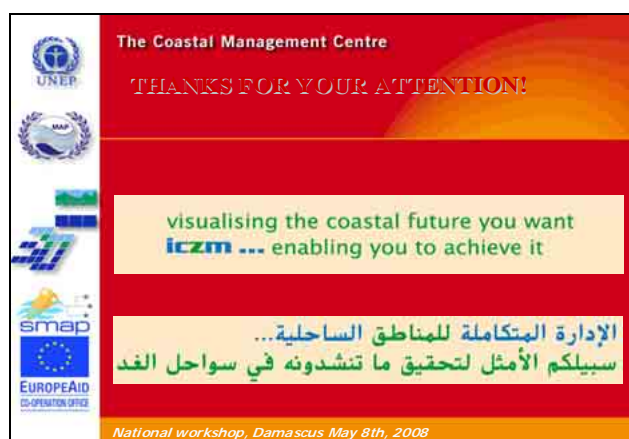 The Coastal Management Centre
THANKS FOR YOUR ATTENTION!
UNEP
MAP
visualising the coastal future you want
iczm ... enabling you to achieve it
smap
الإدارة المتكاملة للمناطق الساحلية...
سبيلكم الأمثل لتحقيق ما تنشدونه في سواحل الغد
EUROPEAID
CO-OPERATION OFFICE
National workshop, Damascus May 8th, 2008